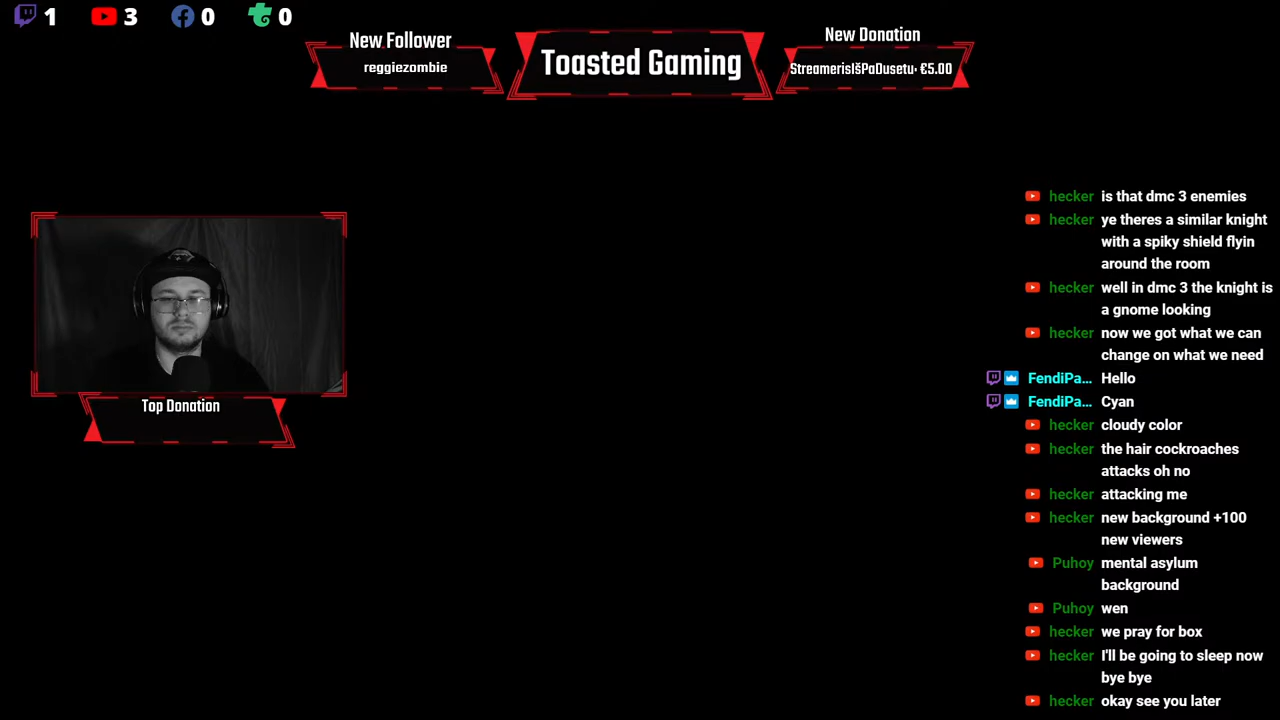 1 3 0 0
New Follower
reggiezombie
Toasted Gaming
New Donation
StreamerisIšPaDusetu· €5.00
Top Donation
hecker is that dmc 3 enemies
hecker ye theres a similar knight
with a spiky shield flyin
around the room
hecker well in dmc 3 the knight is
a gnome looking
hecker now we got what we can
change on what we need
FendiPa... Hello
FendiPa... Cyan
hecker cloudy color
hecker the hair cockroaches
attacks oh no
hecker attacking me
hecker new background +100
new viewers
Puhoy mental asylum
background
Puhoy wen
hecker we pray for box
hecker I'll be going to sleep now
bye bye
hecker okay see you later